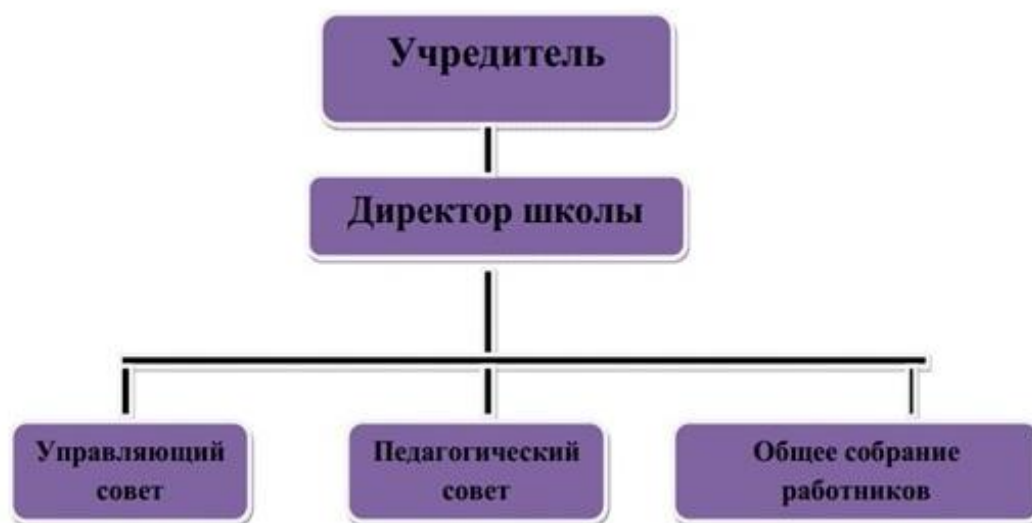 Учредитель
Директор школы
Управляющий
совет
Педагогический
совет
Общее собрание
работников